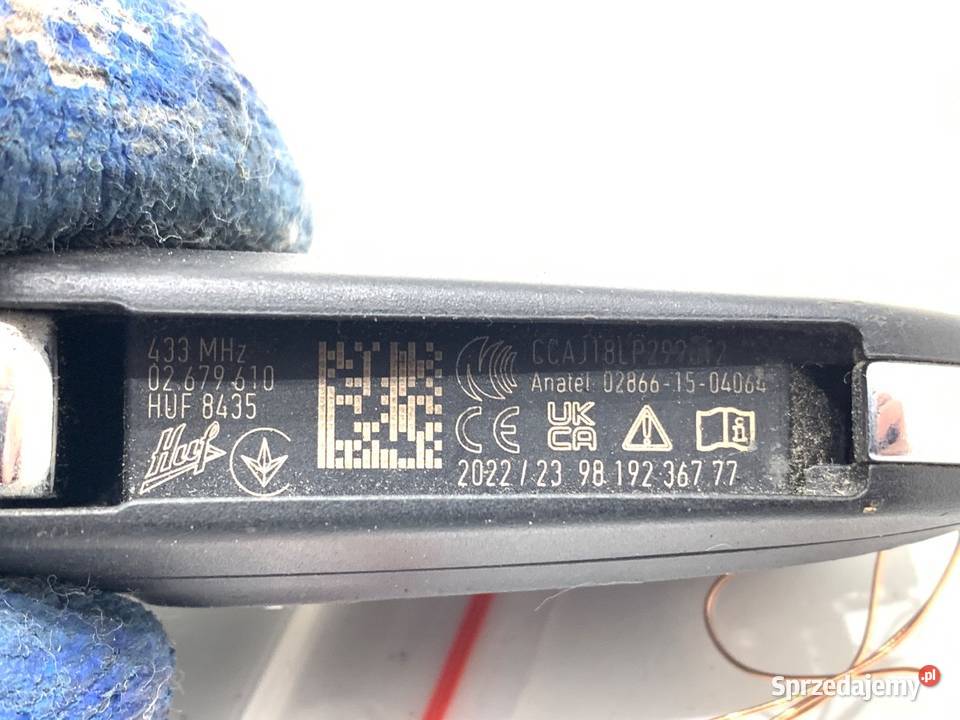 433 MHz
02.679.610
HUF 8435
Huf
Anatel 02866-15-04064
CE UK CA
2022/23 98 192 367 77
Sprzedajemy.pl